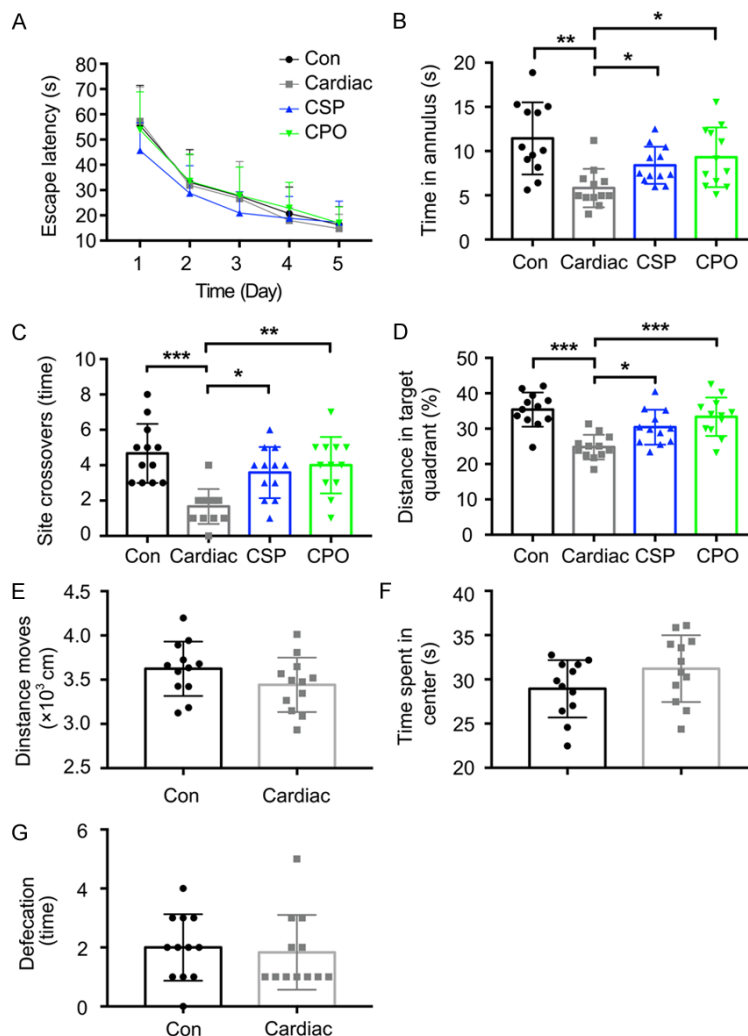 A
Escape latency (s)
80
70
60
50
40
30
20
10
1 2 3 4 5
Time (Day)
Con
Cardiac
CSP
CPO
B
Time in annulus (s)
20
15
10
5
0
** * *
Con Cardiac CSP CPO
C
Site crossovers (time)
10
8
6
4
2
0
*** * **
Con Cardiac CSP CPO
D
Distance in target
quadrant (%)
50
40
30
20
10
0
*** * ***
Con Cardiac CSP CPO
E
Dinstance moves
(×10³ cm)
4.5
4.0
3.5
3.0
2.5
Con Cardiac
F
Time spent in
center (s)
40
35
30
25
20
G
Defecation
(time)
6
4
2
0
Con Cardiac